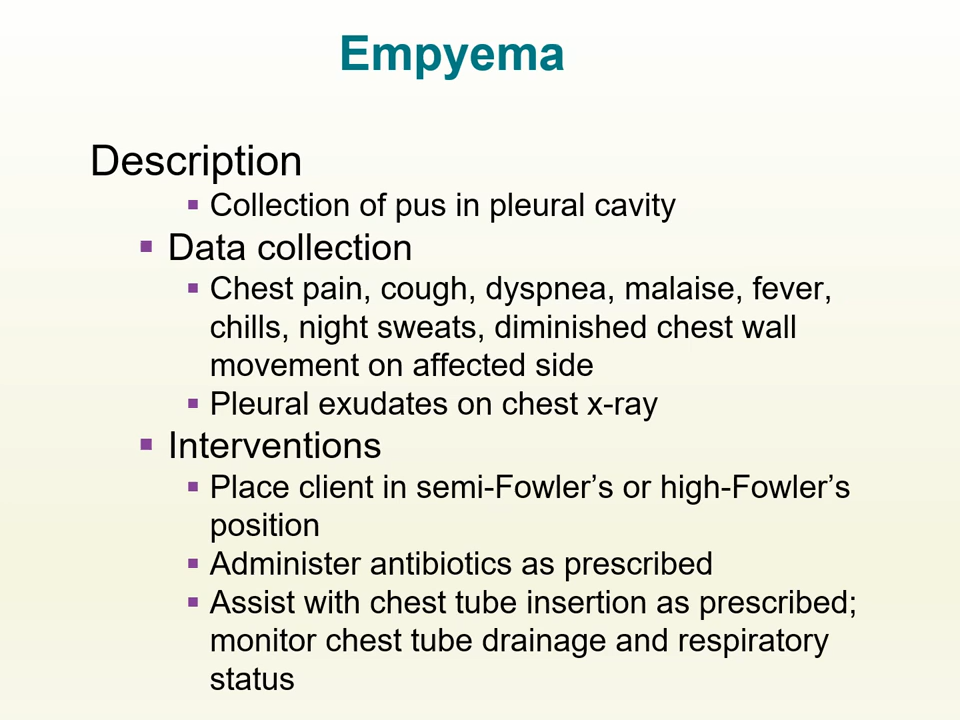 Empyema
Description
▪ Collection of pus in pleural cavity
▪ Data collection
▪ Chest pain, cough, dyspnea, malaise, fever,
chills, night sweats, diminished chest wall
movement on affected side
▪ Pleural exudates on chest x-ray
▪ Interventions
▪ Place client in semi-Fowler’s or high-Fowler’s
position
▪ Administer antibiotics as prescribed
▪ Assist with chest tube insertion as prescribed;
monitor chest tube drainage and respiratory
status